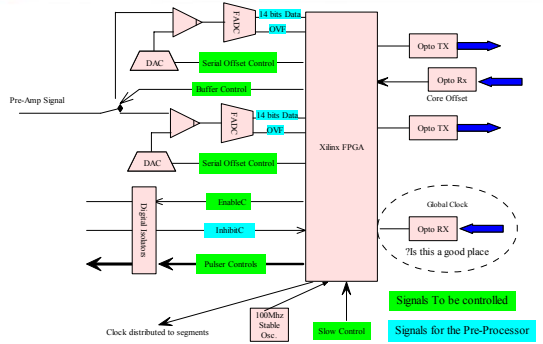 14 bits Data
FADC
OVF
DAC
Serial Offset Control
Opto TX
Buffer Control
Opto Rx
Pre-Amp Signal
Core Offset
14 bits Data
FADC
OVF
Opto TX
Xilinx FPGA
DAC
Serial Offset Control
Digital Isolators
EnableC
Global Clock
InhibitC
Opto RX
?Is this a good place
Pulser Controls
Signals To be controlled
100Mhz
Stable
Osc.
Clock distributed to segments
Slow Control
Signals for the Pre-Processor